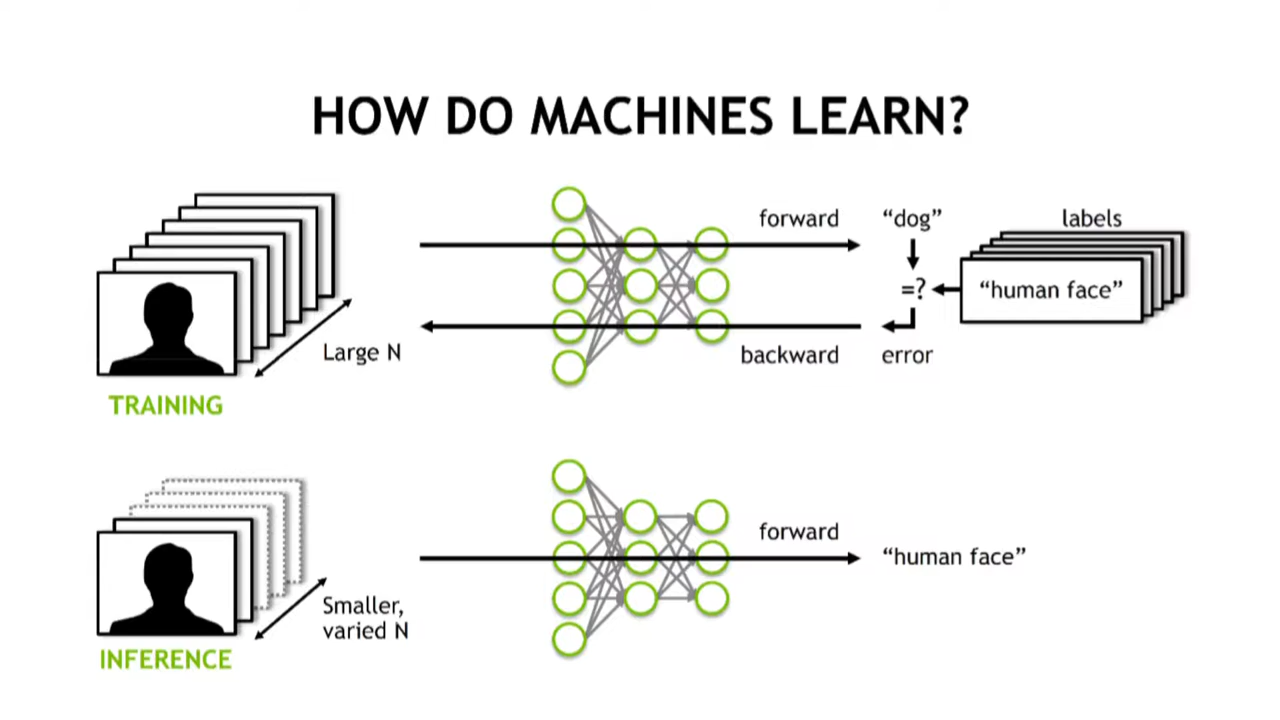 HOW DO MACHINES LEARN?
forward
“dog”
labels
=?
“human face”
Large N
backward
error
TRAINING
forward
“human face”
Smaller,
varied N
INFERENCE